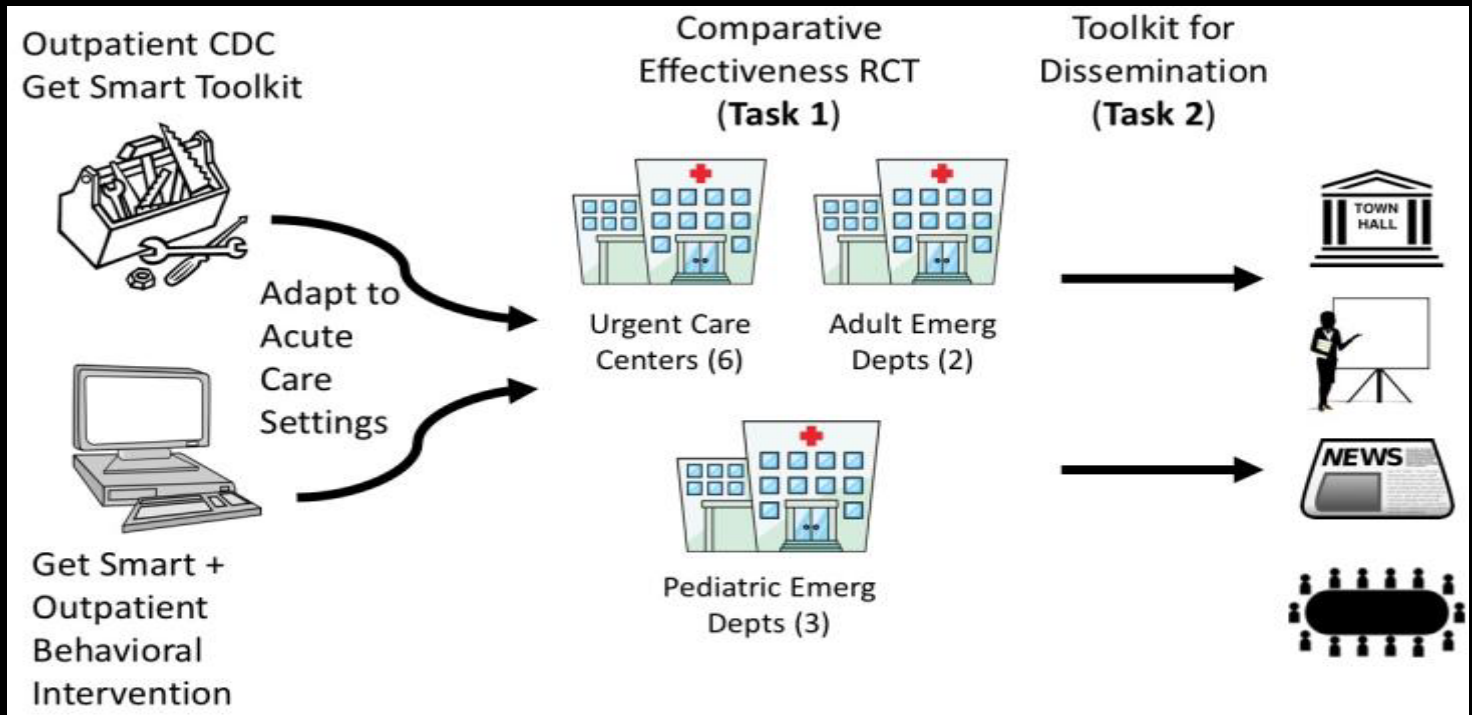 Outpatient CDC
Get Smart Toolkit
Adapt to
Acute
Care
Settings
Get Smart +
Outpatient
Behavioral
Intervention
Comparative
Effectiveness RCT
(Task 1)
Urgent Care
Centers (6)
Adult Emerg
Depts (2)
Pediatric Emerg
Depts (3)
Toolkit for
Dissemination
(Task 2)
TOWN
HALL
NEWS